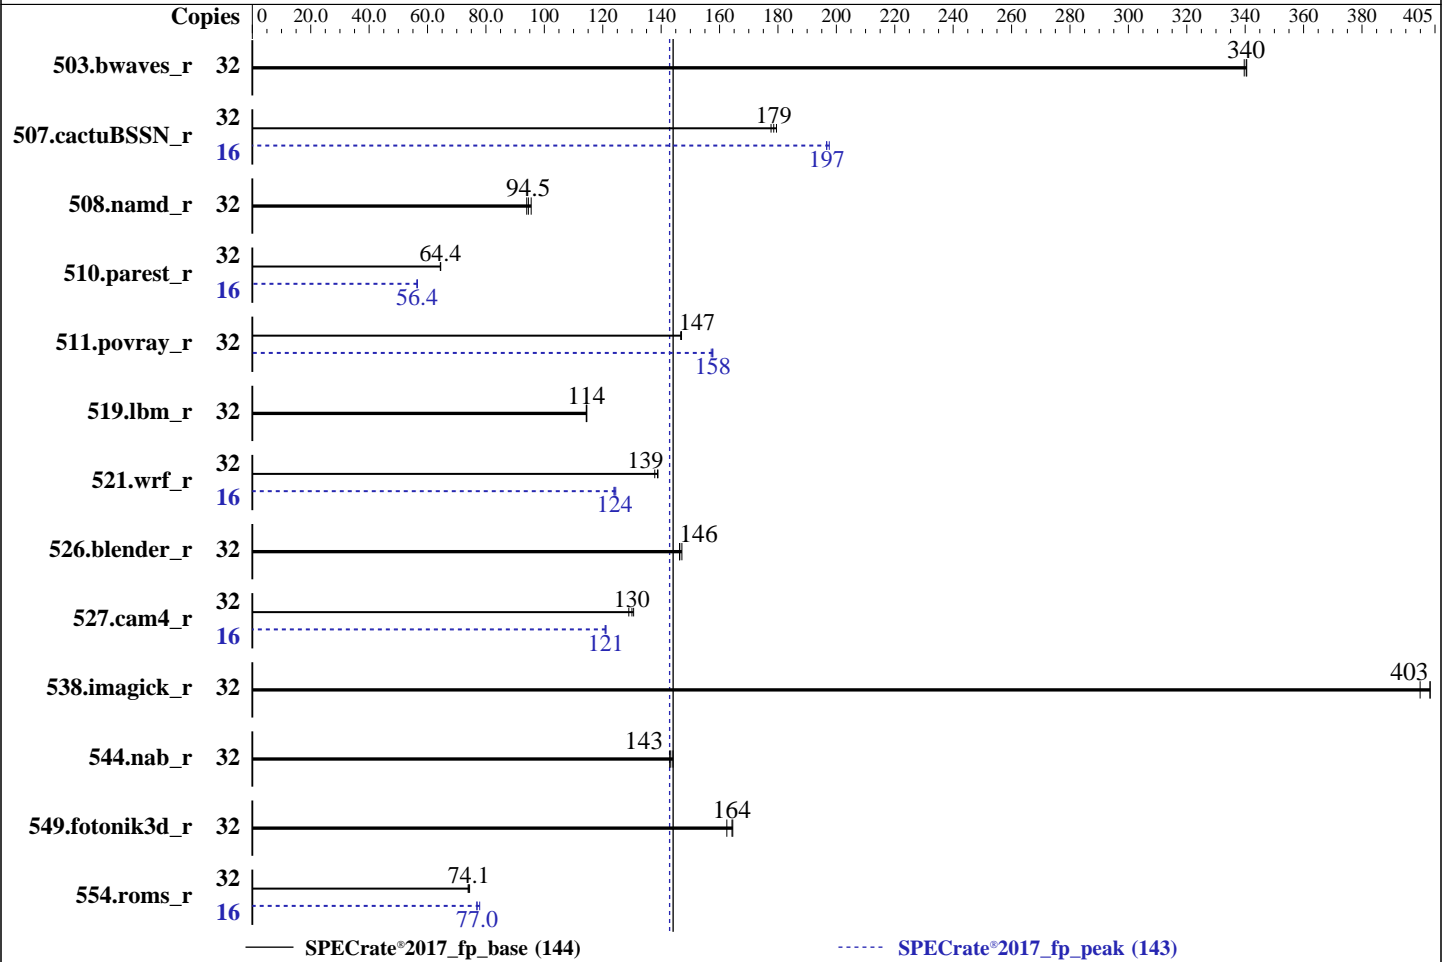 Copies 0 20.0 40.0 60.0 80.0 100 120 140 160 180 200 220 240 260 280 300 320 340 360 380 405
503.bwaves_r 32 340
507.cactuBSSN_r 32 179
16 197
508.namd_r 32 94.5
510.parest_r 32 64.4
16 56.4
511.povray_r 32 147
158
519.lbm_r 32 114
521.wrf_r 32 139
16 124
526.blender_r 32 146
527.cam4_r 32 130
16 121
538.imagick_r 32 403
544.nab_r 32 143
549.fotonik3d_r 32 164
554.roms_r 32 74.1
16 77.0
SPECrate®2017_fp_base (144) SPECrate®2017_fp_peak (143)